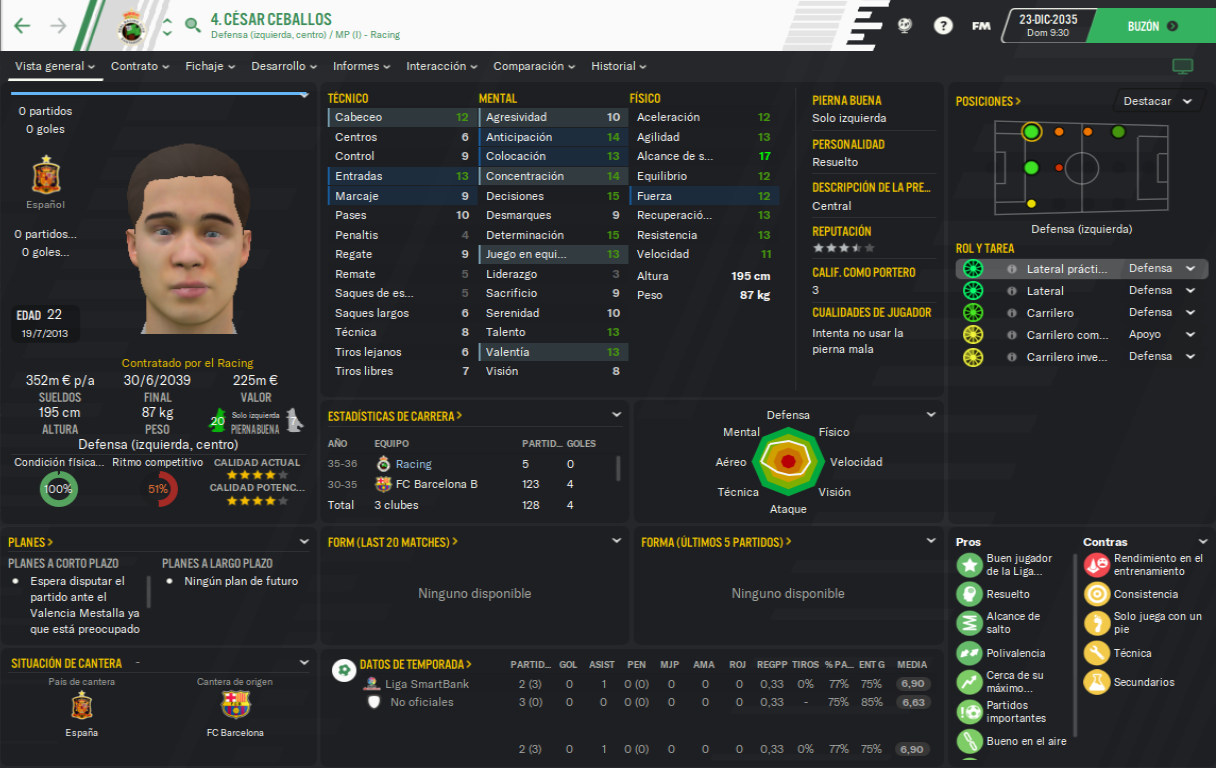 4. CÉSAR CEBALLOS
Defensa (izquierda, centro) / MP (I) - Racing
FM
23-DIC-2035
Dom 9:30
BUZÓN
Vista general
Contrato
Fichaje
Desarrollo
Informes
Interacción
Comparación
Historial
0 partidos
0 goles
Español
0 partidos...
0 goles...
EDAD 22
19/7/2013
Contratado por el Racing
352m € p/a 30/6/2039 225m €
SUELDOS FINAL VALOR
195 cm 87 kg 20 Solo izquierda 7
ALTURA PESO PIERNA BUENA
Defensa (izquierda, centro)
Condición física... Ritmo competitivo CALIDAD ACTUAL
100% 51%
CALIDAD POTENC...
TÉCNICO
Cabeceo 12
Centros 6
Control 9
Entradas 13
Marcaje 9
Pases 10
Penaltis 4
Regate 9
Remate 5
Saques de es... 5
Saques largos 6
Técnica 8
Tiros lejanos 6
Tiros libres 7
MENTAL
Agresividad 10
Anticipación 14
Colocación 13
Concentración 14
Decisiones 15
Desmarques 9
Determinación 15
Juego en equi... 13
Liderazgo 3
Sacrificio 9
Serenidad 10
Talento 13
Valentía 13
Visión 8
FÍSICO
Aceleración 12
Agilidad 13
Alcance de s... 17
Equilibrio 12
Fuerza 12
Recuperació... 13
Resistencia 13
Velocidad 11
Altura 195 cm
Peso 87 kg
PIERNA BUENA
Solo izquierda
PERSONALIDAD
Resuelto
DESCRIPCIÓN DE LA PRE...
Central
REPUTACIÓN
CALIF. COMO PORTERO
3
CUALIDADES DE JUGADOR
Intenta no usar la
pierna mala
POSICIONES >
Destacar
Defensa (izquierda)
ROL Y TAREA
Lateral prácti... Defensa
Lateral Defensa
Carrilero Defensa
Carrilero com... Apoyo
Carrilero inve... Defensa
ESTADÍSTICAS DE CARRERA >
AÑO EQUIPO PARTID... GOLES
35-36 Racing 5 0
30-35 FC Barcelona B 123 4
Total 3 clubes 128 4
Defensa
Mental Físico
Aéreo Velocidad
Técnica Visión
Ataque
PLANES >
PLANES A CORTO PLAZO
Espera disputar el
partido ante el
Valencia Mestalla ya
que está preocupado
PLANES A LARGO PLAZO
Ningún plan de futuro
FORM (LAST 20 MATCHES) >
Ninguno disponible
FORMA (ÚLTIMOS 5 PARTIDOS) >
Ninguno disponible
Pros
Buen jugador
de la Liga...
Resuelto
Alcance de
salto
Polivalencia
Cerca de su
máximo...
Partidos
importantes
Bueno en el aire
Contras
Rendimiento en el
entrenamiento
Consistencia
Solo juega con un
pie
Técnica
Secundarios
SITUACIÓN DE CANTERA -
País de cantera Cantera de origen
España FC Barcelona
DATOS DE TEMPORADA > PARTID... GOL ASIST PEN MJP AMA ROJ REGPP TIROS % PA... ENT G MEDIA
Liga SmartBank 2 (3) 0 1 0 (0) 0 0 0 0,33 0% 77% 75% 6,90
No oficiales 3 (0) 0 0 0 (0) 0 0 0 0,33 - 75% 85% 6,63
2 (3) 0 1 0 (0) 0 0 0 0,33 0% 77% 75% 6,90